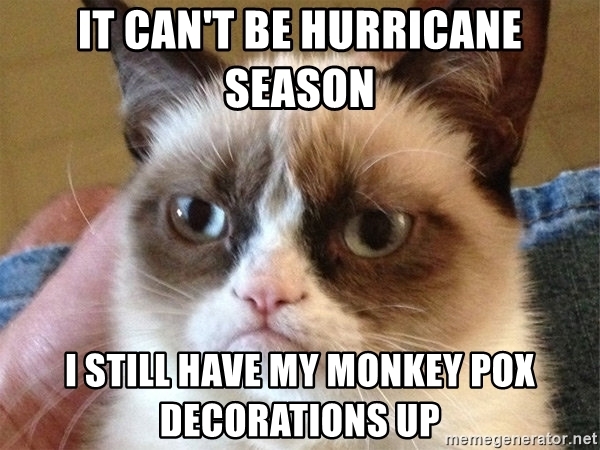 IT CAN'T BE HURRICANE
SEASON
I STILL HAVE MY MONKEY POX
DECORATIONS UP
memegenerator.net